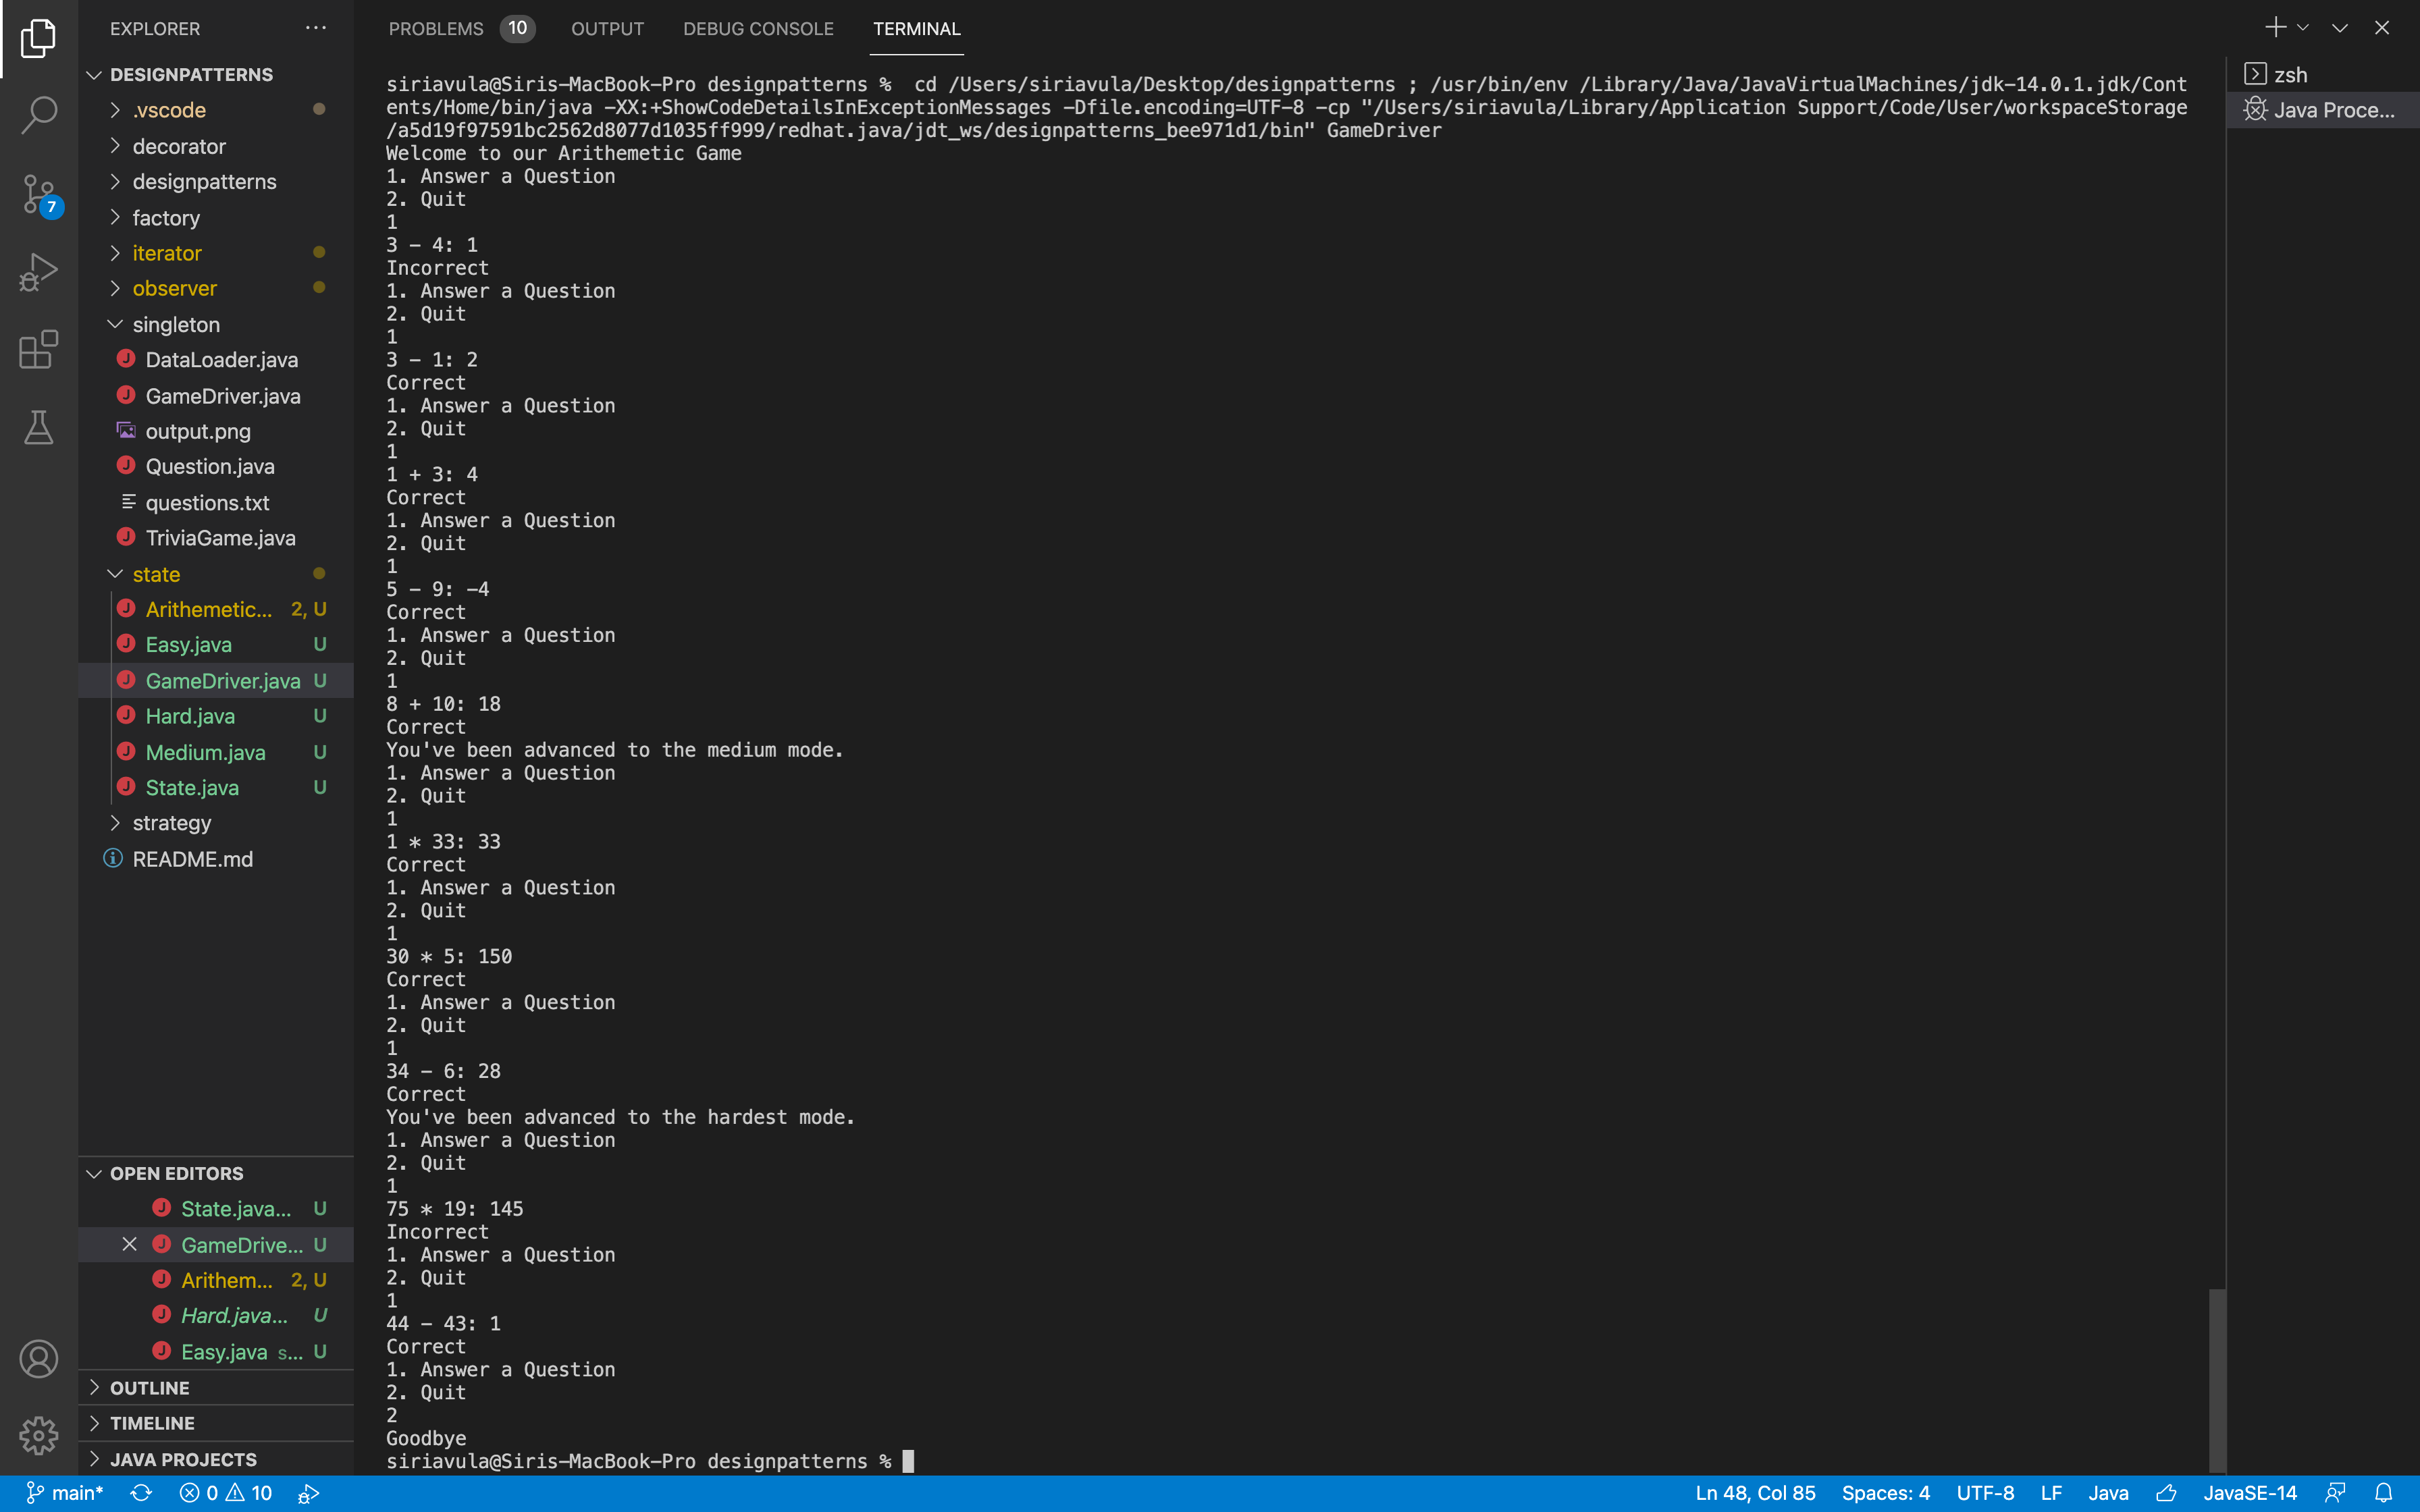 EXPLORER
DESIGNPATTERNS
.vscode
decorator
designpatterns
factory
iterator
observer
singleton
DataLoader.java
GameDriver.java
output.png
Question.java
questions.txt
TriviaGame.java
state
Arithemetic... 2, U
Easy.java U
GameDriver.java U
Hard.java U
Medium.java U
State.java U
strategy
README.md
OPEN EDITORS
State.java... U
GameDrive... U
Arithem... 2, U
Hard.java... U
Easy.java s... U
OUTLINE
TIMELINE
JAVA PROJECTS
7
PROBLEMS 10 OUTPUT DEBUG CONSOLE TERMINAL
siriavula@Siris-MacBook-Pro designpatterns %  cd /Users/siriavula/Desktop/designpatterns ; /usr/bin/env /Library/Java/JavaVirtualMachines/jdk-14.0.1.jdk/Cont
ents/Home/bin/java -XX:+ShowCodeDetailsInExceptionMessages -Dfile.encoding=UTF-8 -cp "/Users/siriavula/Library/Application Support/Code/User/workspaceStorage
/a5d19f97591bc2562d8077d1035ff999/redhat.java/jdt_ws/designpatterns_bee971d1/bin" GameDriver
Welcome to our Arithemetic Game
1. Answer a Question
2. Quit
1
3 - 4: 1
Incorrect
1. Answer a Question
2. Quit
1
3 - 1: 2
Correct
1. Answer a Question
2. Quit
1
1 + 3: 4
Correct
1. Answer a Question
2. Quit
1
5 - 9: -4
Correct
1. Answer a Question
2. Quit
1
8 + 10: 18
Correct
You've been advanced to the medium mode.
1. Answer a Question
2. Quit
1
1 * 33: 33
Correct
1. Answer a Question
2. Quit
1
30 * 5: 150
Correct
1. Answer a Question
2. Quit
1
34 - 6: 28
Correct
You've been advanced to the hardest mode.
1. Answer a Question
2. Quit
1
75 * 19: 145
Incorrect
1. Answer a Question
2. Quit
1
44 - 43: 1
Correct
1. Answer a Question
2. Quit
2
Goodbye
siriavula@Siris-MacBook-Pro designpatterns %
zsh
Java Proce...
main* 0 10 Ln 48, Col 85 Spaces: 4 UTF-8 LF Java JavaSE-14